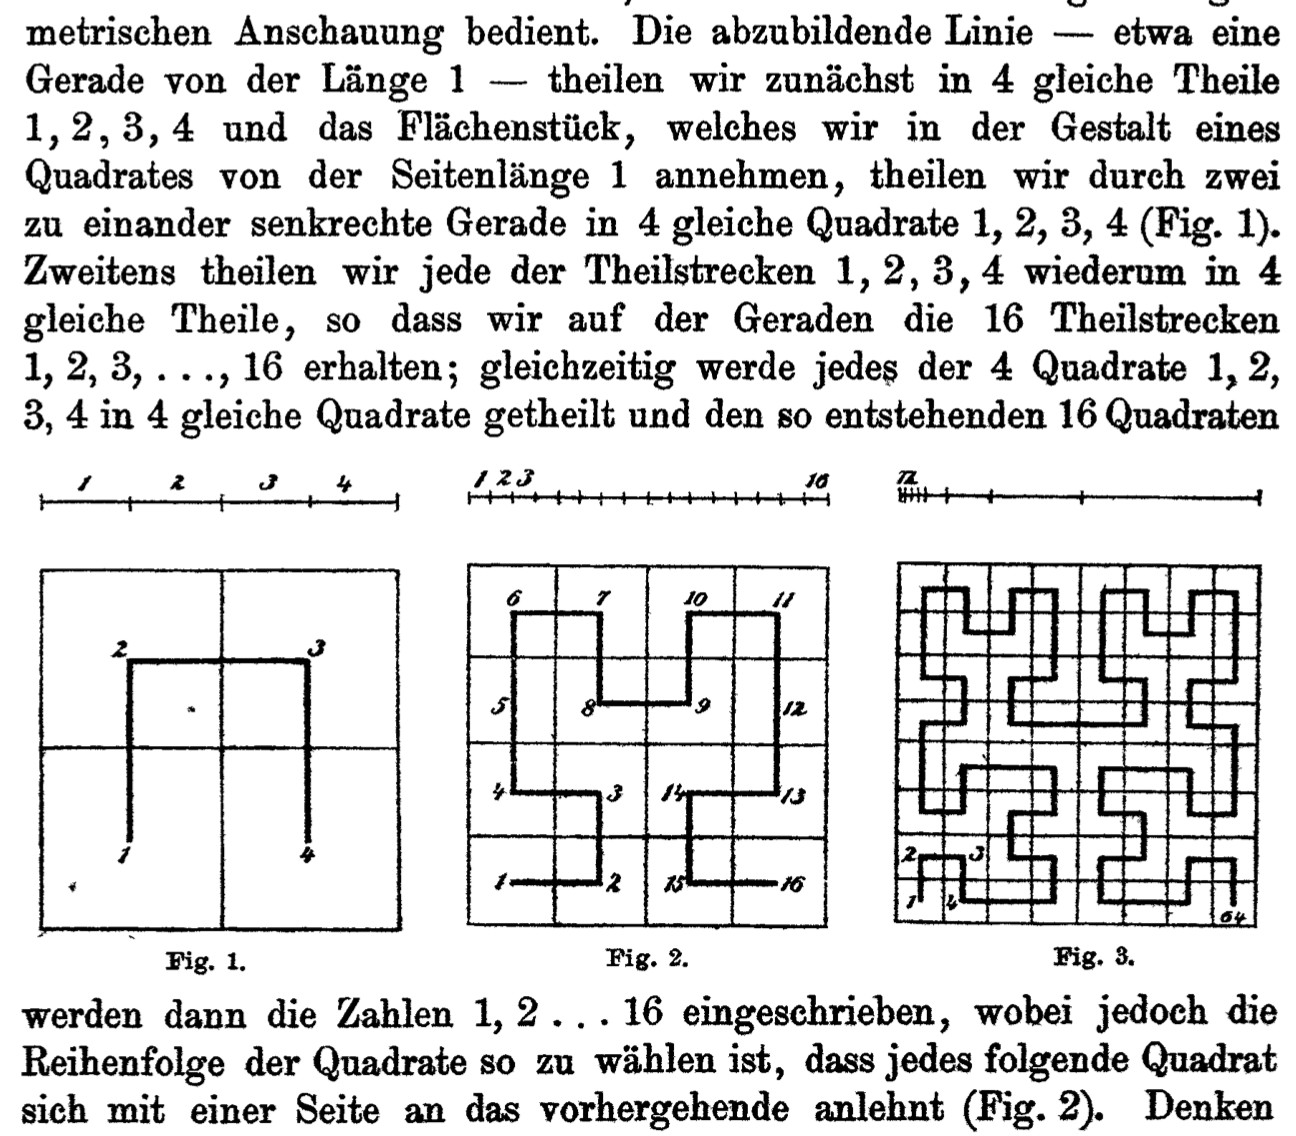 metrischen Anschauung bedient. Die abzubildende Linie — etwa eine
Gerade von der Länge 1 — theilen wir zunächst in 4 gleiche Theile
1, 2, 3, 4 und das Flächenstück, welches wir in der Gestalt eines
Quadrates von der Seitenlänge 1 annehmen, theilen wir durch zwei
zu einander senkrechte Gerade in 4 gleiche Quadrate 1, 2, 3, 4 (Fig. 1).
Zweitens theilen wir jede der Theilstrecken 1, 2, 3, 4 wiederum in 4
gleiche Theile, so dass wir auf der Geraden die 16 Theilstrecken
1, 2, 3, . . ., 16 erhalten; gleichzeitig werde jedes der 4 Quadrate 1, 2,
3, 4 in 4 gleiche Quadrate getheilt und den so entstehenden 16 Quadraten
1 2 3 4
1 2 3 16
12
2 3
1 4
6 7 10 11
5 8 9 12
4 3 14 13
1 2 15 16
2 3
1 4 64
Fig. 1.
Fig. 2.
Fig. 3.
werden dann die Zahlen 1, 2 . . . 16 eingeschrieben, wobei jedoch die
Reihenfolge der Quadrate so zu wählen ist, dass jedes folgende Quadrat
sich mit einer Seite an das vorhergehende anlehnt (Fig. 2). Denken